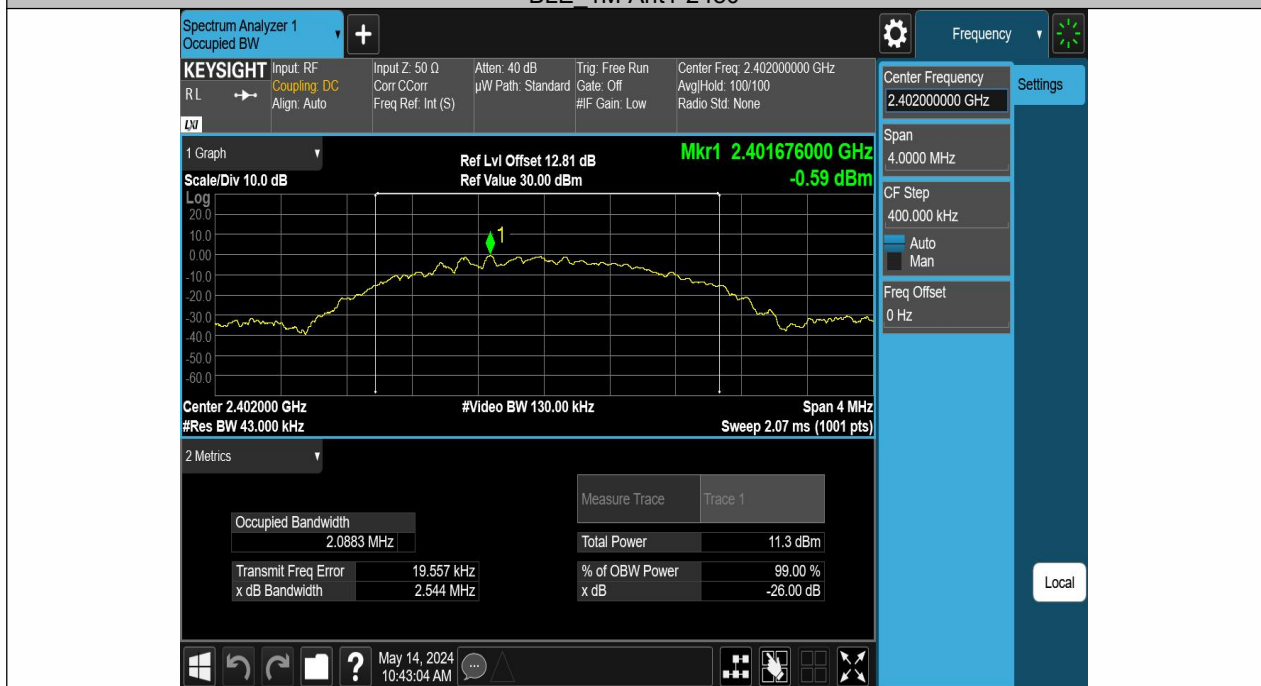 Spectrum Analyzer 1
Occupied BW
+
Frequency
KEYSIGHT
RL
LXI
Input: RF
Coupling: DC
Align: Auto
Input Z: 50 Ω
Corr CCorr
Freq Ref: Int (S)
Atten: 40 dB
µW Path: Standard
Trig: Free Run
Gate: Off
#IF Gain: Low
Center Freq: 2.402000000 GHz
Avg|Hold: 100/100
Radio Std: None
Center Frequency
2.402000000 GHz
Settings
Span
4.0000 MHz
CF Step
400.000 kHz
Auto
Man
Freq Offset
0 Hz
Local
1 Graph
Scale/Div 10.0 dB
Ref Lvl Offset 12.81 dB
Ref Value 30.00 dBm
Mkr1 2.401676000 GHz
-0.59 dBm
Log
20.0
10.0
0.00
-10.0
-20.0
-30.0
-40.0
-50.0
-60.0
1
Center 2.402000 GHz
#Res BW 43.000 kHz
#Video BW 130.00 kHz
Span 4 MHz
Sweep 2.07 ms (1001 pts)
2 Metrics
Measure Trace Trace 1
Occupied Bandwidth
2.0883 MHz
Total Power 11.3 dBm
Transmit Freq Error 19.557 kHz
% of OBW Power 99.00 %
x dB Bandwidth 2.544 MHz
x dB -26.00 dB
?
May 14, 2024
10:43:04 AM